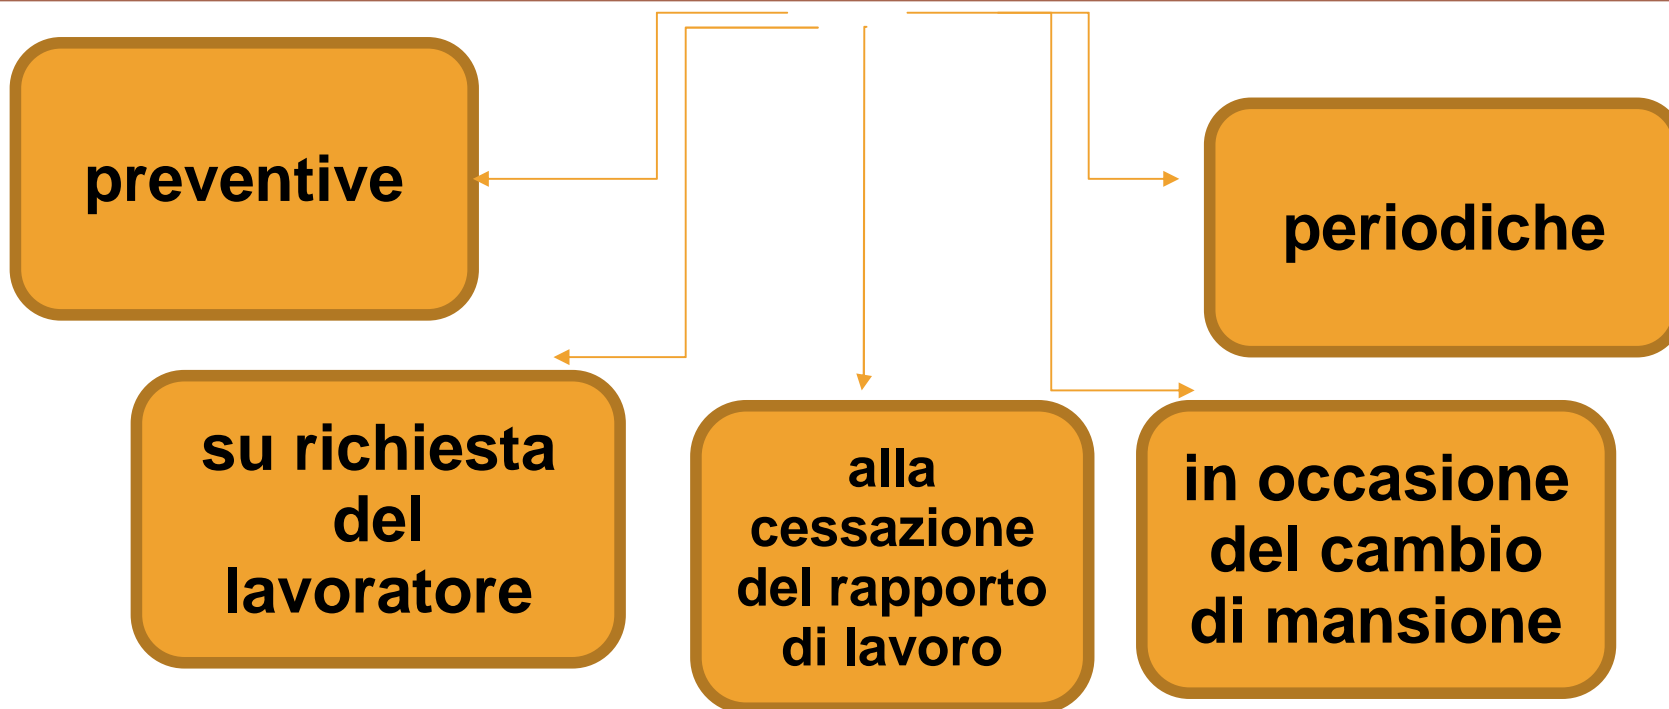 preventive
periodiche
su richiesta
del
lavoratore
alla
cessazione
del rapporto
di lavoro
in occasione
del cambio
di mansione